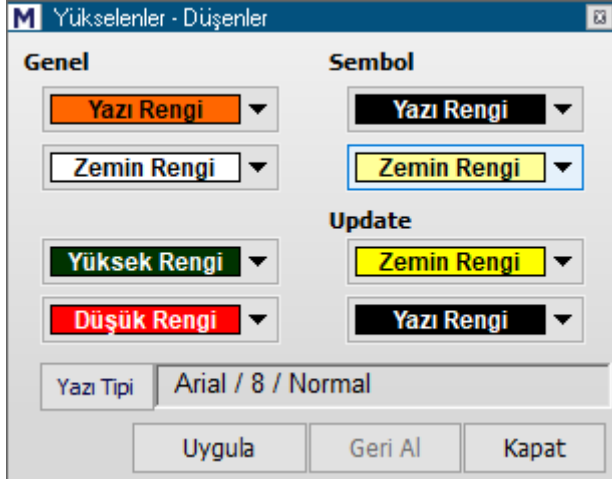 M Yükselenler - Düşenler
Genel Sembol
Yazı Rengi Yazı Rengi
Zemin Rengi Zemin Rengi
Update
Yüksek Rengi Zemin Rengi
Düşük Rengi Yazı Rengi
Yazı Tipi Arial / 8 / Normal
Uygula Geri Al Kapat